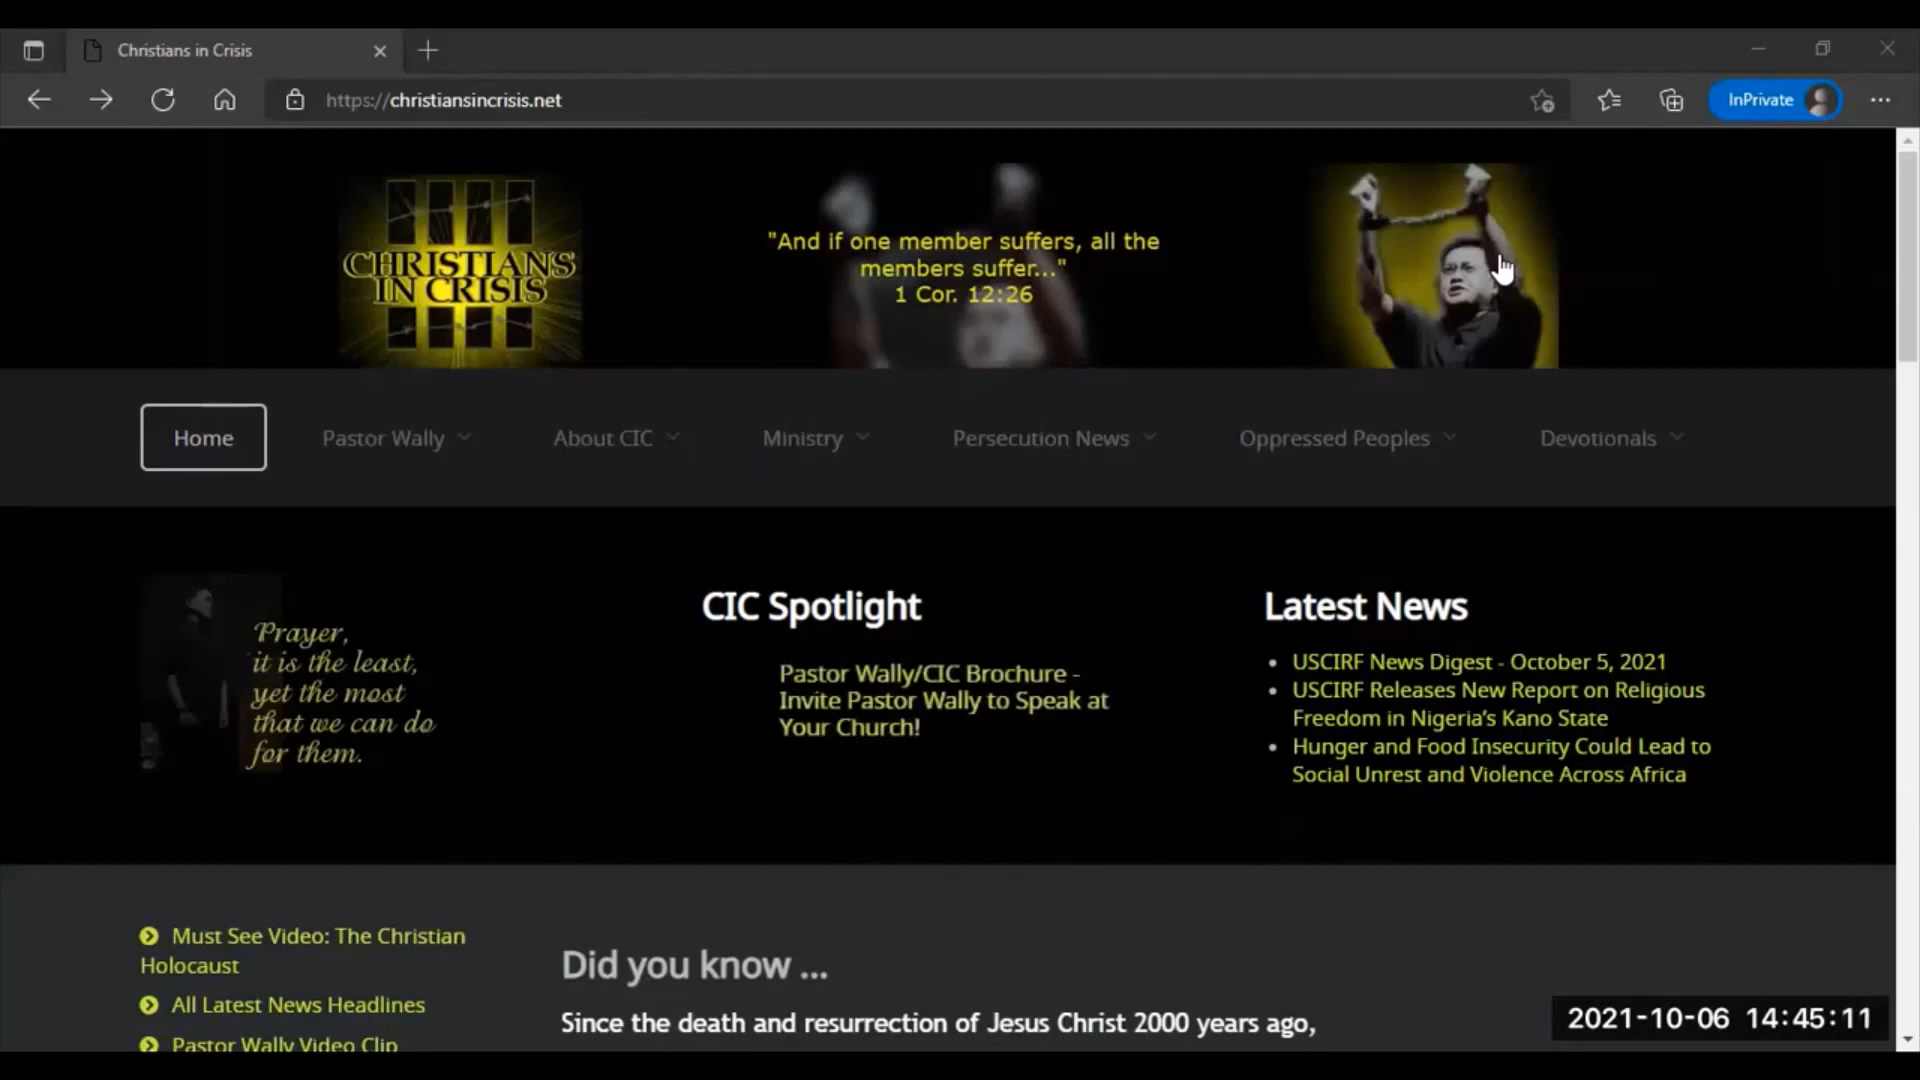 Christians in Crisis
https://christiansincrisis.net
InPrivate
CHRISTIANS
IN CRISIS
"And if one member suffers, all the
members suffer..."
1 Cor. 12:26
Home
Pastor Wally
About CIC
Ministry
Persecution News
Oppressed Peoples
Devotionals
Prayer,
it is the least,
yet the most
that we can do
for them.
CIC Spotlight
Pastor Wally/CIC Brochure -
Invite Pastor Wally to Speak at
Your Church!
Latest News
USCIRF News Digest - October 5, 2021
USCIRF Releases New Report on Religious
Freedom in Nigeria’s Kano State
Hunger and Food Insecurity Could Lead to
Social Unrest and Violence Across Africa
Must See Video: The Christian
Holocaust
All Latest News Headlines
Pastor Wally Video Clip
Did you know ...
Since the death and resurrection of Jesus Christ 2000 years ago,
2021-10-06 14:45:11